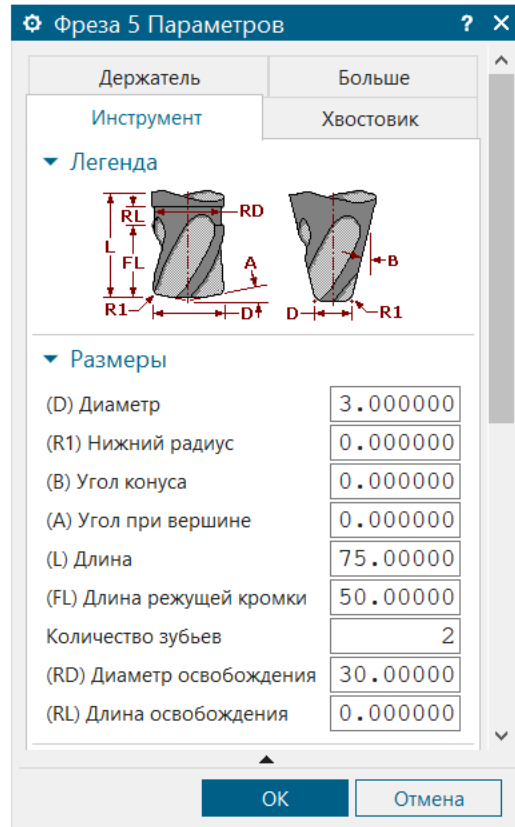 Фреза 5 Параметров ? ×
Держатель Больше
Инструмент Хвостовик
Легенда
RL RD
L
FL A B
R1 D D R1
Размеры
(D) Диаметр 3.000000
(R1) Нижний радиус 0.000000
(B) Угол конуса 0.000000
(A) Угол при вершине 0.000000
(L) Длина 75.00000
(FL) Длина режущей кромки 50.00000
Количество зубьев 2
(RD) Диаметр освобождения 30.00000
(RL) Длина освобождения 0.000000
ОК Отмена